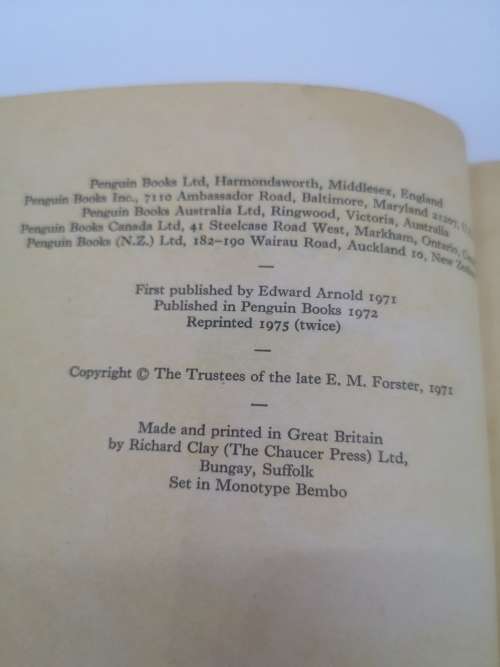 Penguin Books Ltd, Harmondsworth, Middlesex, England
Penguin Books Inc., 7110 Ambassador Road, Baltimore, Maryland 21207,
Penguin Books Australia Ltd, Ringwood, Victoria, Australia
Penguin Books Canada Ltd, 41 Steelcase Road West, Markham, Ontario,
Penguin Books (N.Z.) Ltd, 182–190 Wairau Road, Auckland 10, New
—
First published by Edward Arnold 1971
Published in Penguin Books 1972
Reprinted 1975 (twice)
—
Copyright © The Trustees of the late E. M. Forster, 1971
—
Made and printed in Great Britain
by Richard Clay (The Chaucer Press) Ltd,
Bungay, Suffolk
Set in Monotype Bembo